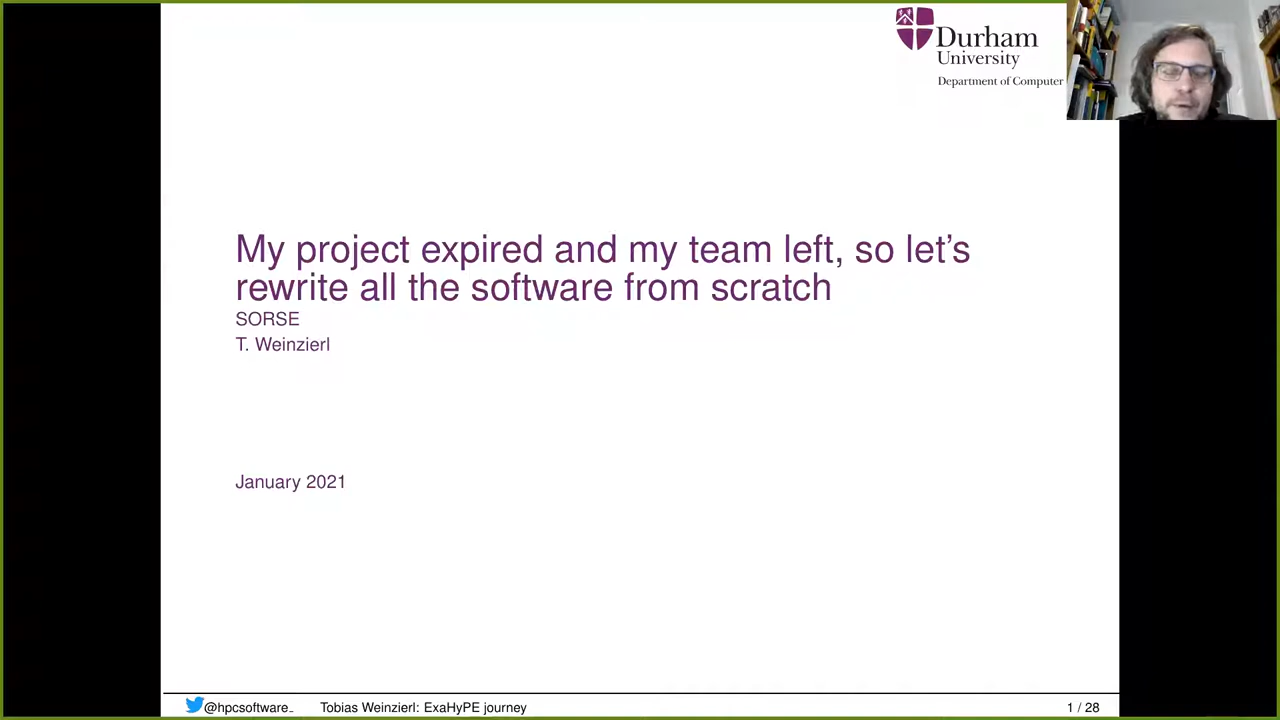 Durham
University
Department of Computer
My project expired and my team left, so let's
rewrite all the software from scratch
SORSE
T. Weinzierl
January 2021
@hpcsoftware_ Tobias Weinzierl: ExaHyPE journey 1 / 28